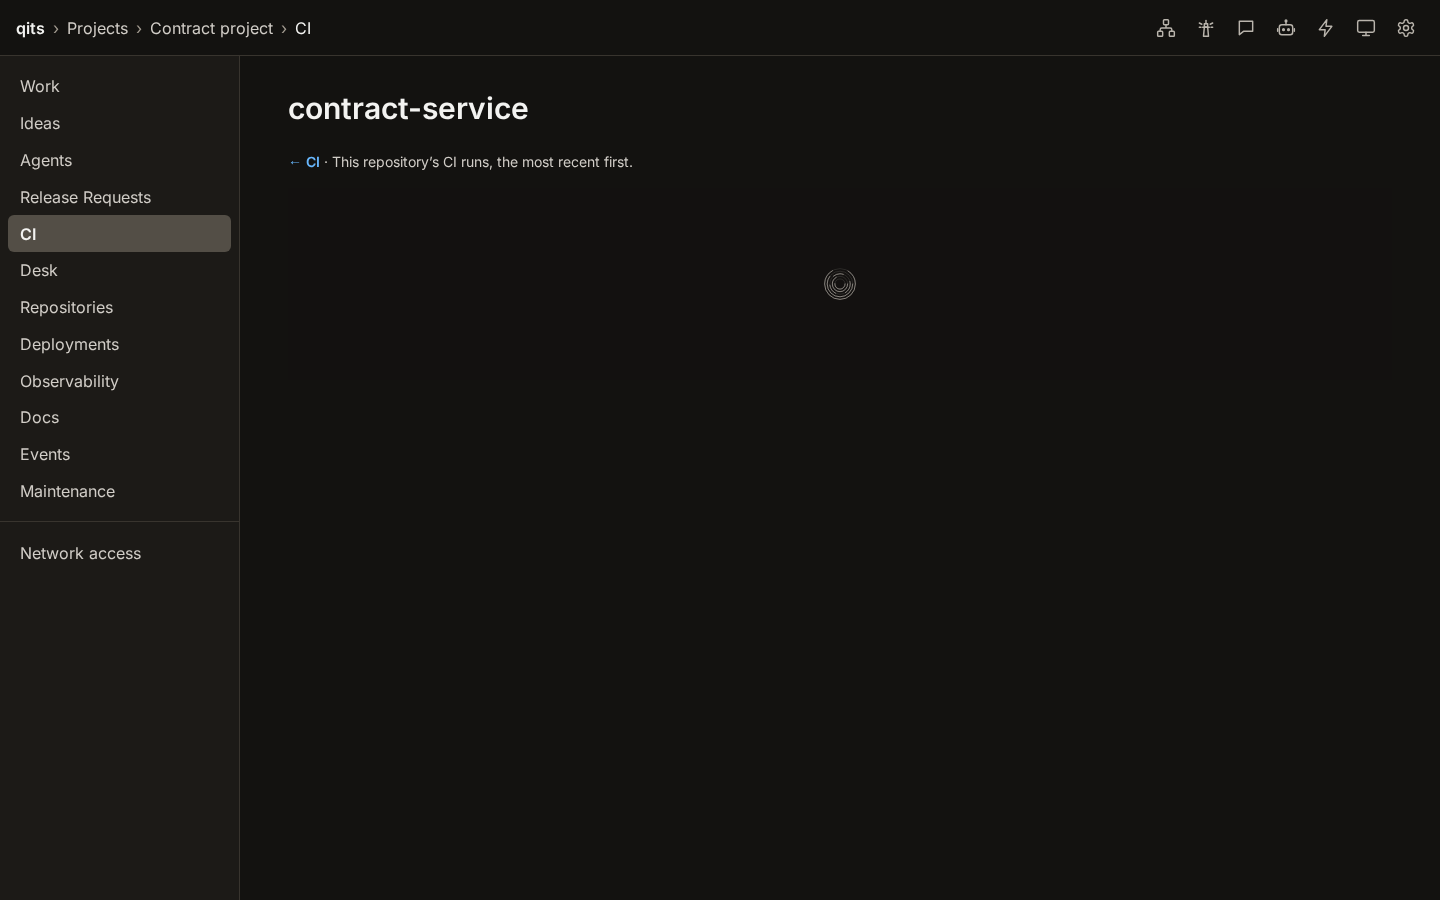 qits › Projects › Contract project › CI
Work
Ideas
Agents
Release Requests
CI
Desk
Repositories
Deployments
Observability
Docs
Events
Maintenance
Network access
contract-service
← CI · This repository’s CI runs, the most recent first.